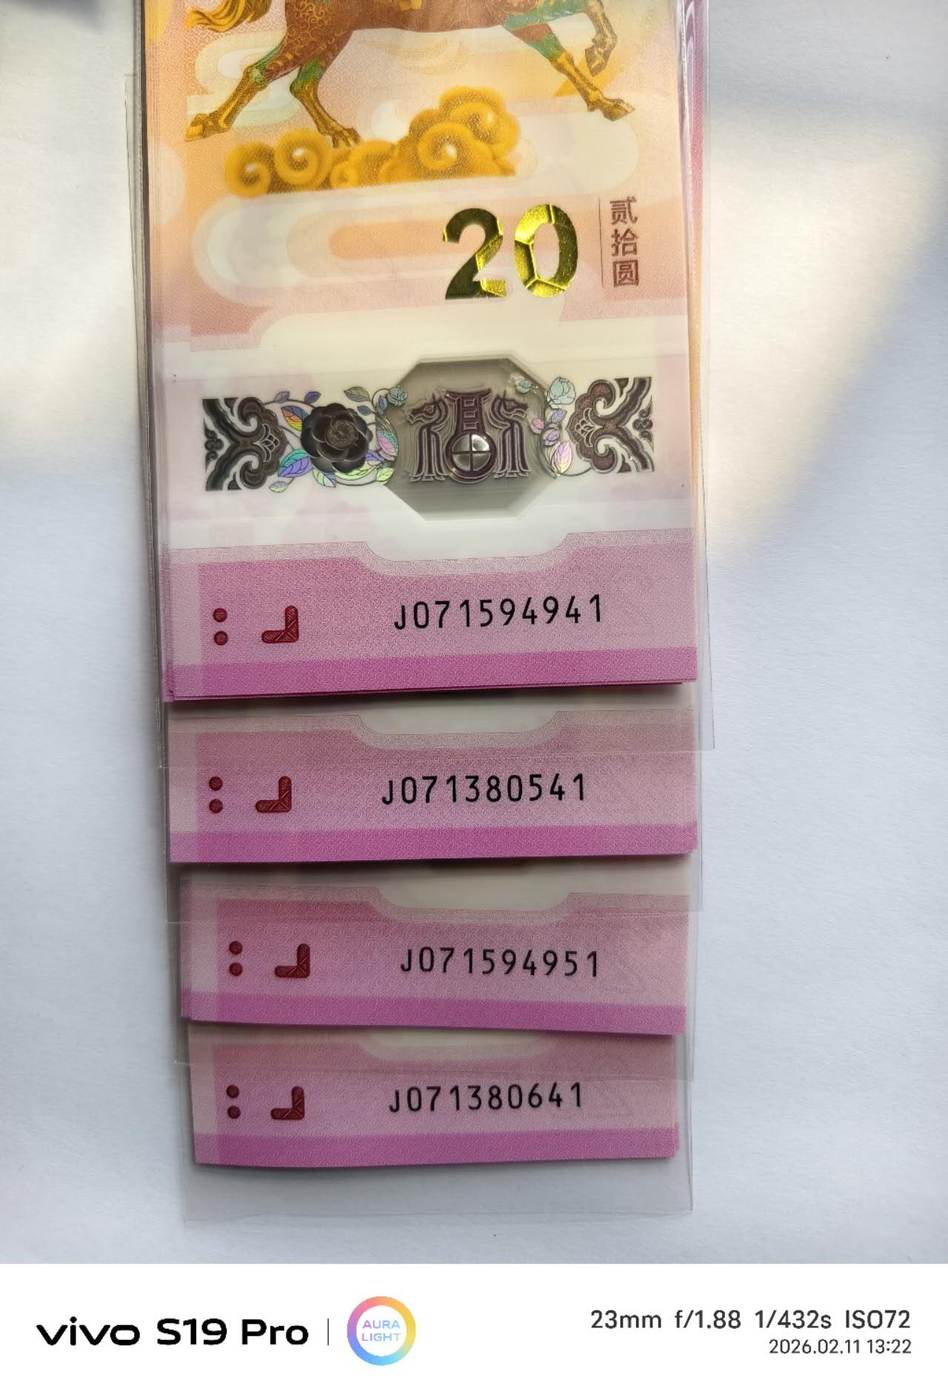 20
贰拾圆
J071594941
J071380541
J071594951
J071380641
vivo S19 Pro
AURA
LIGHT
23mm f/1.88 1/432s ISO72
2026.02.11 13:22